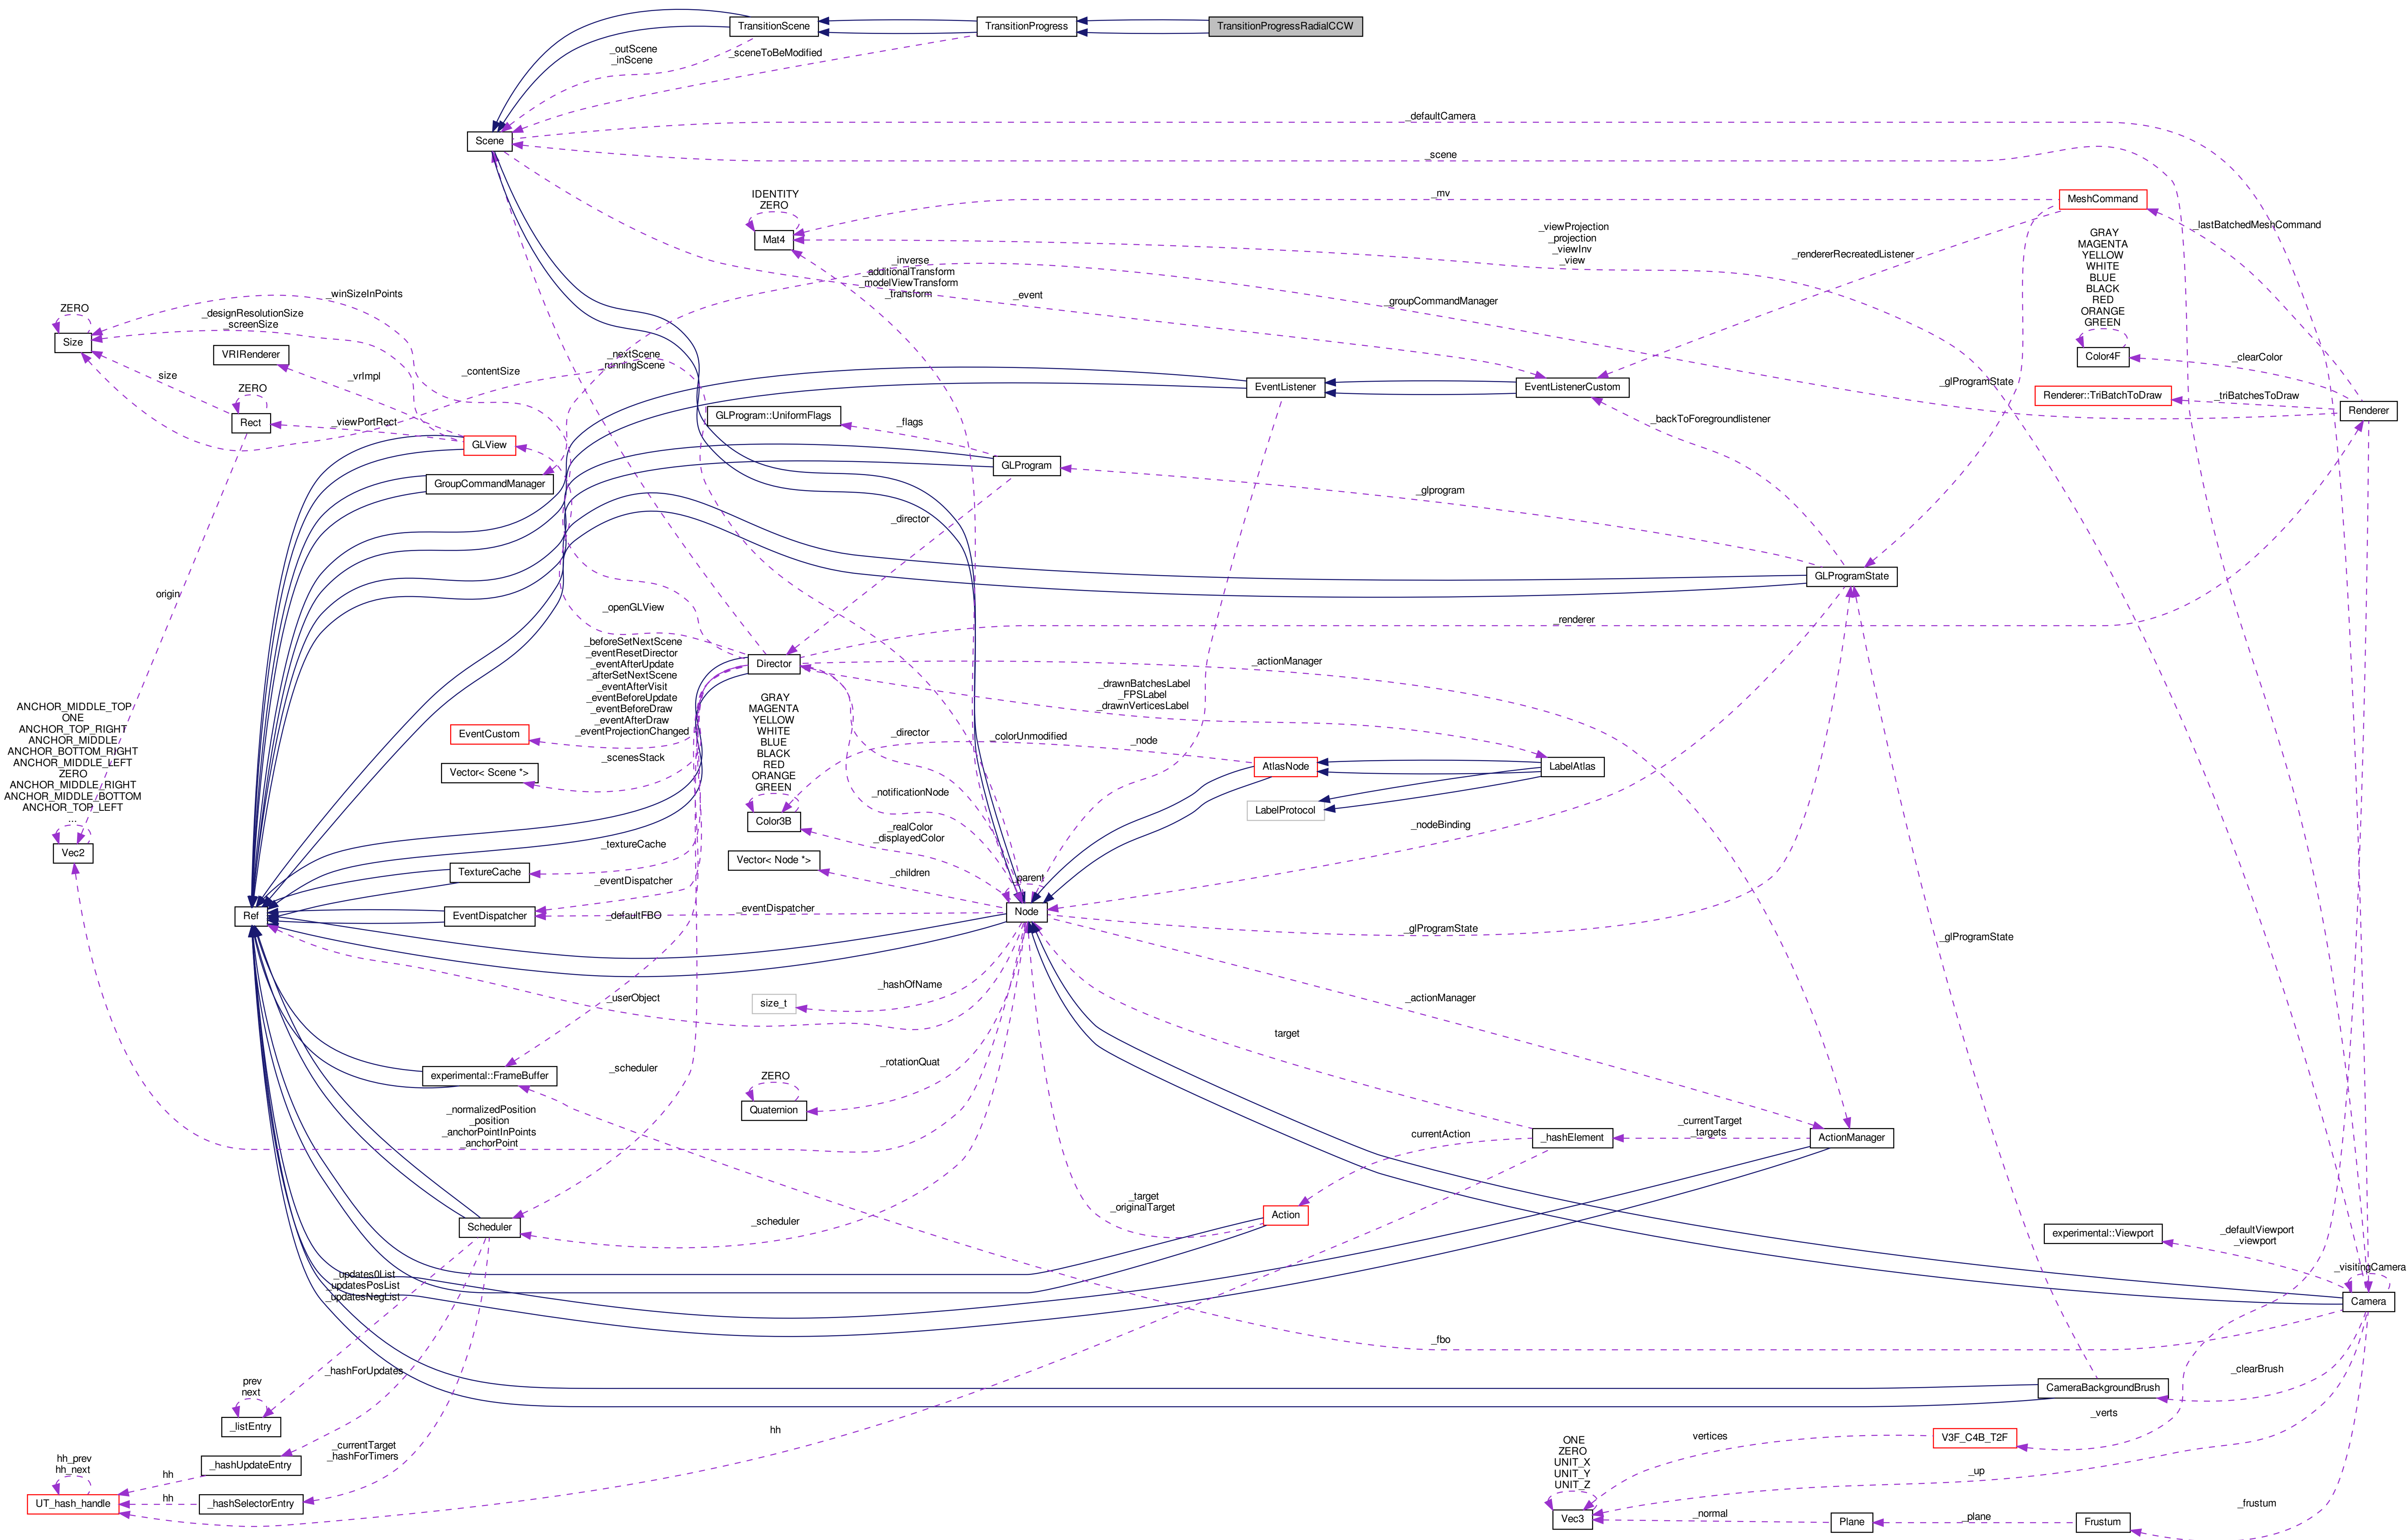 TransitionScene
TransitionProgress
TransitionProgressRadialCCW
_outScene
_inScene
_sceneToBeModified
Scene
_defaultCamera
_scene
IDENTITY
ZERO
Mat4
_mv
MeshCommand
_viewProjection
_projection
_viewInv
_view
_rendererRecreatedListener
_lastBatchedMeshCommand
GRAY
MAGENTA
YELLOW
WHITE
BLUE
BLACK
RED
ORANGE
GREEN
Color4F
_clearColor
_inverse
_additionalTransform
_modelViewTransform
_transform
_event
_groupCommandManager
_winSizeInPoints
ZERO
Size
_designResolutionSize
_screenSize
VRIRenderer
_vrImpl
size
ZERO
Rect
_viewPortRect
_contentSize
_nextScene
_runningScene
GLView
GroupCommandManager
GLProgram::UniformFlags
_flags
GLProgram
EventListener
EventListenerCustom
_glProgramState
_backToForegroundlistener
Renderer::TriBatchToDraw
_triBatchesToDraw
Renderer
_glprogram
_director
GLProgramState
origin
_openGLView
_renderer
_beforeSetNextScene
_eventResetDirector
_eventAfterUpdate
_afterSetNextScene
_eventAfterVisit
_eventBeforeUpdate
_eventBeforeDraw
_eventAfterDraw
_eventProjectionChanged
Director
_actionManager
_drawnBatchesLabel
_FPSLabel
_drawnVerticesLabel
EventCustom
Vector< Scene *>
_scenesStack
GRAY
MAGENTA
YELLOW
WHITE
BLUE
BLACK
RED
ORANGE
GREEN
Color3B
_director
_colorUnmodified
_node
AtlasNode
LabelAtlas
LabelProtocol
ANCHOR_MIDDLE_TOP
ONE
ANCHOR_TOP_RIGHT
ANCHOR_MIDDLE
ANCHOR_BOTTOM_RIGHT
ANCHOR_MIDDLE_LEFT
ZERO
ANCHOR_MIDDLE_RIGHT
ANCHOR_MIDDLE_BOTTOM
ANCHOR_TOP_LEFT
...
Vec2
_notificationNode
_realColor
_displayedColor
_nodeBinding
_textureCache
TextureCache
Vector< Node *>
_children
_parent
_eventDispatcher
Ref
EventDispatcher
_defaultFBO
_eventDispatcher
Node
_glProgramState
_glProgramState
_userObject
size_t
_hashOfName
_actionManager
target
experimental::FrameBuffer
_scheduler
ZERO
Quaternion
_rotationQuat
_normalizedPosition
_position
_anchorPointInPoints
_anchorPoint
currentAction
_hashElement
_currentTarget
_targets
ActionManager
_target
_originalTarget
Scheduler
_scheduler
Action
experimental::Viewport
_defaultViewport
_viewport
_visitingCamera
Camera
_updates0List
_updatesPosList
_updatesNegList
_fbo
_hashForUpdates
_clearBrush
CameraBackgroundBrush
prev
next
_listEntry
_verts
hh
_currentTarget
_hashForTimers
_hashUpdateEntry
hh_prev
hh_next
hh
UT_hash_handle
hh
_hashSelectorEntry
ONE
ZERO
UNIT_X
UNIT_Y
UNIT_Z
Vec3
vertices
V3F_C4B_T2F
_up
_normal
Plane
_plane
Frustum
_frustum